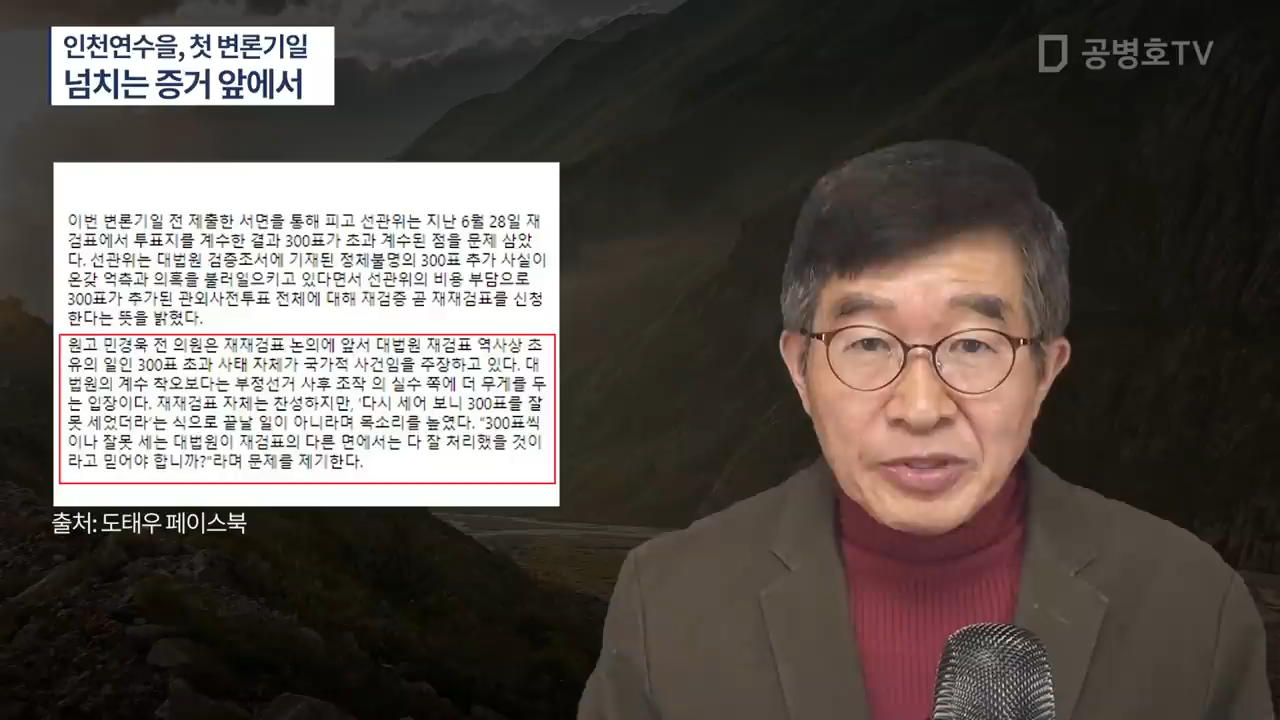 인천연수을, 첫 변론기일
넘치는 증거 앞에서
공병호TV
이번 변론기일 전 제출한 서면을 통해 피고 선관위는 지난 6월 28일 재
검표에서 투표지를 계수한 결과 300표가 초과 계수된 점을 문제 삼았
다. 선관위는 대법원 검증조서에 기재된 정체불명의 300표 추가 사실이
온갖 억측과 의혹을 불러일으키고 있다면서 선관위의 비용 부담으로
300표가 추가된 관외사전투표 전체에 대해 재검증 곧 재재검표를 신청
한다는 뜻을 밝혔다.
원고 민경욱 전 의원은 재재검표 논의에 앞서 대법원 재검표 역사상 초
유의 일인 300표 초과 사태 자체가 국가적 사건임을 주장하고 있다. 대
법원의 계수 착오보다는 부정선거 사후 조작 의 실수 쪽에 더 무게를 두
는 입장이다. 재재검표 자체는 찬성하지만, '다시 세어 보니 300표를 잘
못 세었더라'는 식으로 끝날 일이 아니라며 목소리를 높였다. "300표씩
이나 잘못 세는 대법원이 재검표의 다른 면에서는 다 잘 처리했을 것이
라고 믿어야 합니까?"라며 문제를 제기한다.
출처: 도태우 페이스북